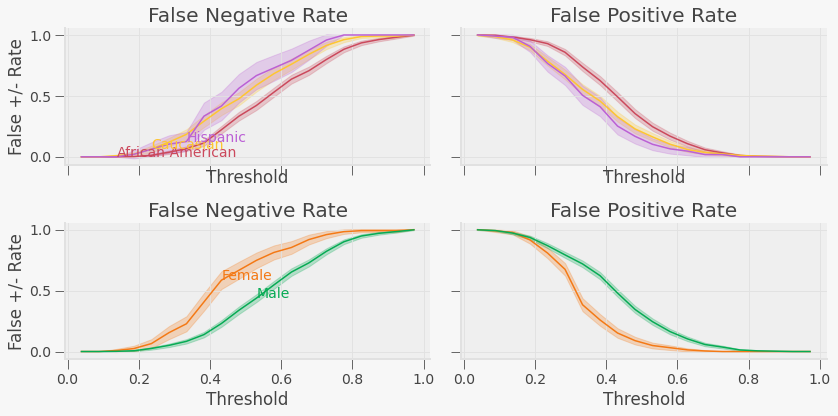 False Negative Rate
False Positive Rate
False +/- Rate
1.0
0.5
0.0
Hispanic
African-American
Threshold
Threshold
False Negative Rate
False Positive Rate
False +/- Rate
1.0
0.5
0.0
Female
Male
0.0 0.2 0.4 0.6 0.8 1.0
0.0 0.2 0.4 0.6 0.8 1.0
Threshold
Threshold